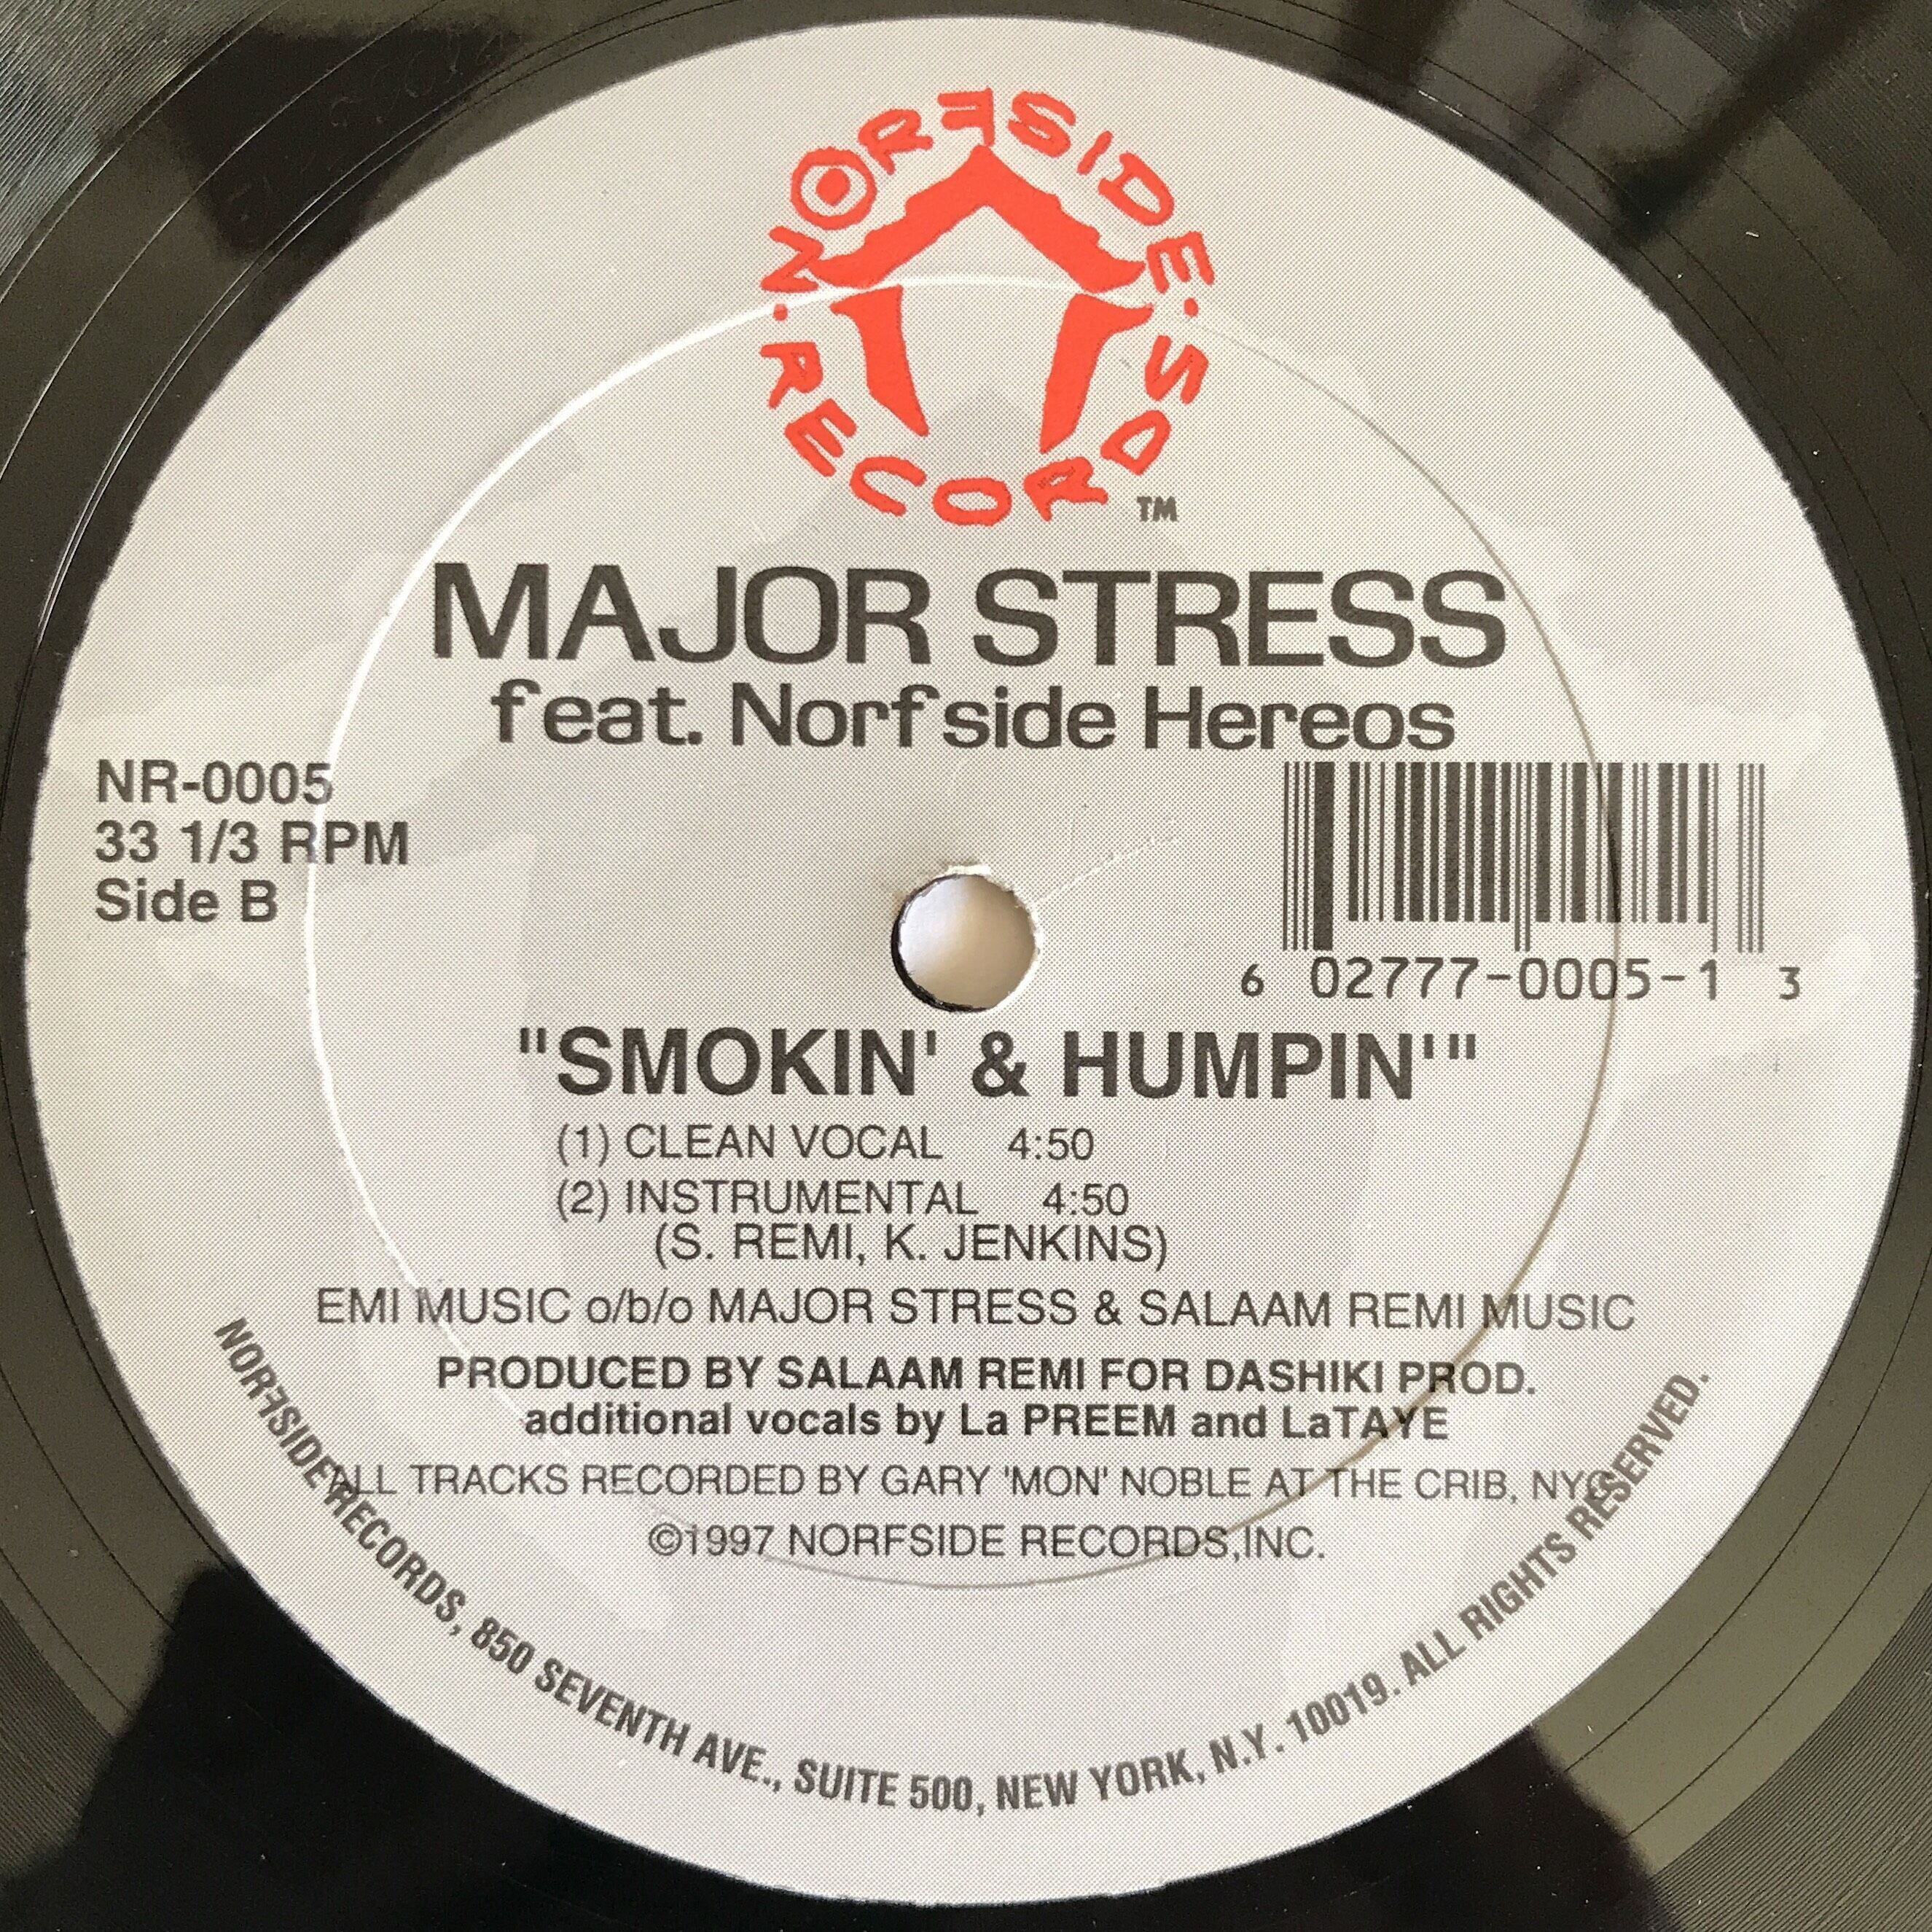 NORFSIDE · RECORDS ·
TM
MAJOR STRESS
feat. Norfside Hereos
NR-0005
33 1/3 RPM
Side B
6 02777-0005-1 3
"SMOKIN' & HUMPIN'"
(1) CLEAN VOCAL 4:50
(2) INSTRUMENTAL 4:50
(S. REMI, K. JENKINS)
EMI MUSIC o/b/o MAJOR STRESS & SALAAM REMI MUSIC
PRODUCED BY SALAAM REMI FOR DASHIKI PROD.
additional vocals by La PREEM and LaTAYE
ALL TRACKS RECORDED BY GARY 'MON' NOBLE AT THE CRIB, NYC
©1997 NORFSIDE RECORDS,INC.
NORFSIDE RECORDS, 850 SEVENTH AVE., SUITE 500, NEW YORK, N.Y. 10019. ALL RIGHTS RESERVED.